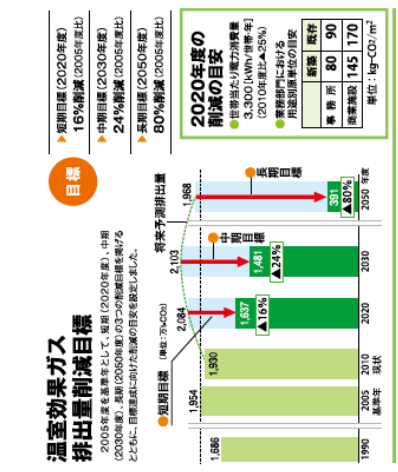 温室効果ガス
排出量削減目標
2005年度を基準年として、短期（2020年度）、中期
（2030年度）、長期（2050年度）の3つの削減目標を掲げる
とともに、目標達成に向けた削減の目安を設定しました。
目標
▶短期目標（2020年度）
16%削減（2005年度比）
▶中期目標（2030年度）
24%削減（2005年度比）
▶長期目標（2050年度）
80%削減（2005年度比）
（単位：万t-CO₂）
将来予測排出量
●短期目標
●中期目標
●長期目標
1,686
1,954
1,930
2,084
2,103
1,968
1,637
1,481
391
▲16%
▲24%
▲80%
1990
2005
基準年
2010
現状
2020
2030
2050
年度
2020年度の
削減の目安
●世帯当たり電力消費量
3,300［kWh/世帯・年］
（2010年度比▲25%）
●業務部門における
用途別原単位の目安
新築 既存
事務所 80 90
商業施設 145 170
単位：kg-CO₂/m²